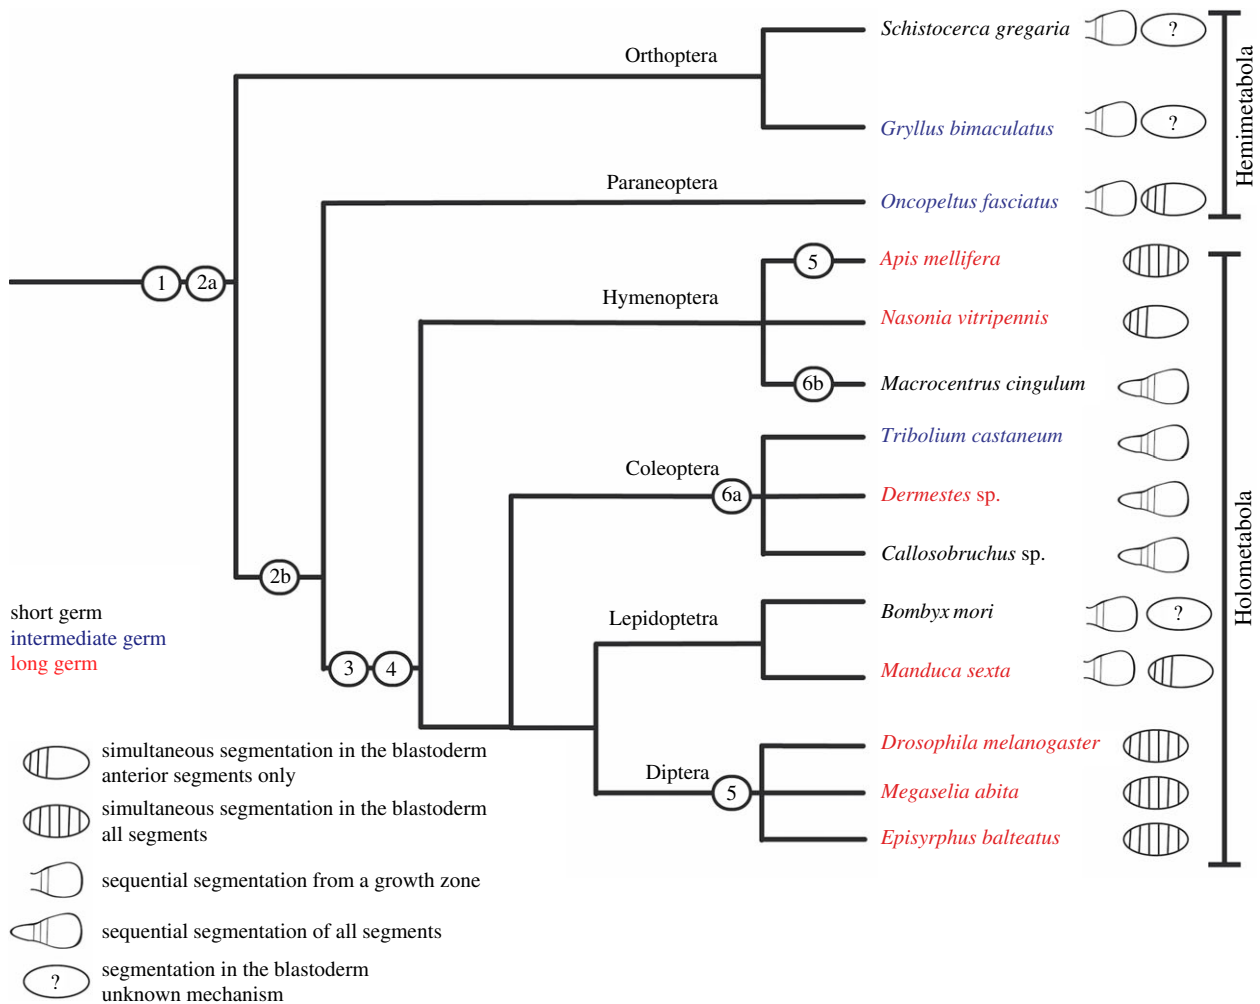 Orthoptera
Schistocerca gregaria
?
Gryllus bimaculatus
?
Paraneoptera
Oncopeltus fasciatus
Hemimetabola
1
2a
Hymenoptera
5
Apis mellifera
Nasonia vitripennis
6b
Macrocentrus cingulum
Coleoptera
6a
Tribolium castaneum
Dermestes sp.
Callosobruchus sp.
2b
3
4
Lepidoptetra
Bombyx mori
?
Manduca sexta
Diptera
5
Drosophila melanogaster
Megaselia abita
Episyrphus balteatus
Holometabola
short germ
intermediate germ
long germ
simultaneous segmentation in the blastoderm
anterior segments only
simultaneous segmentation in the blastoderm
all segments
sequential segmentation from a growth zone
sequential segmentation of all segments
?
segmentation in the blastoderm
unknown mechanism